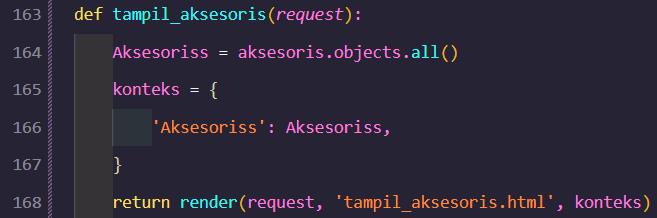 163 def tampil_aksesoris(request):
164     Aksesoriss = aksesoris.objects.all()
165     konteks = {
166         'Aksesoriss': Aksesoriss,
167     }
168     return render(request, 'tampil_aksesoris.html', konteks)